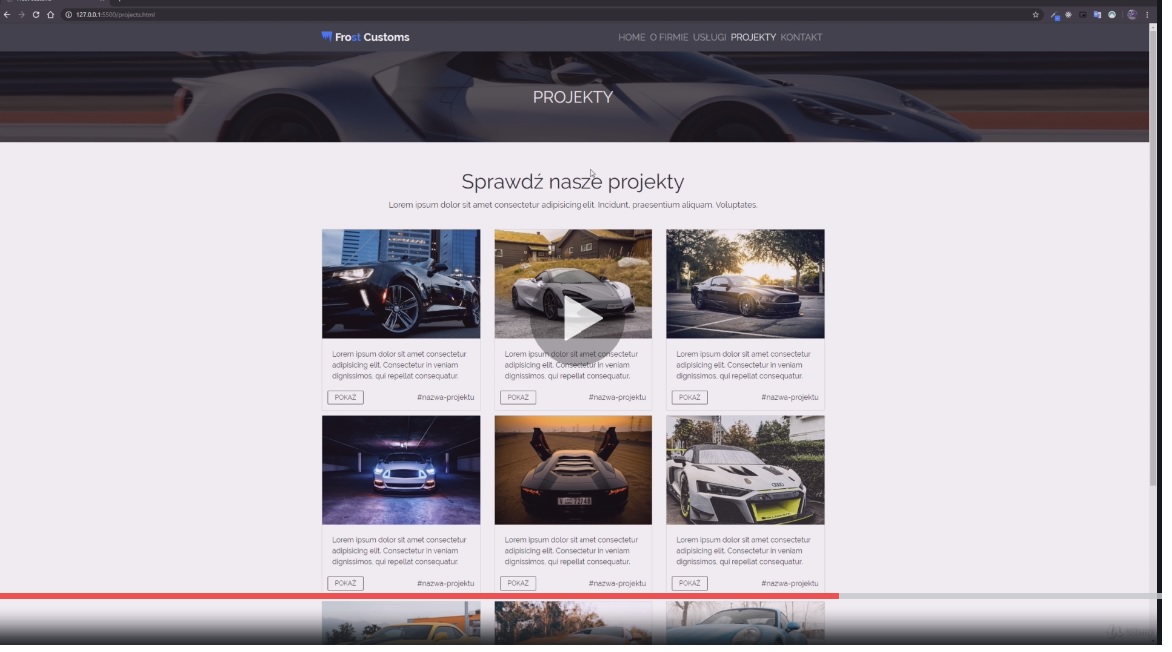 127.0.0.1:5500/projects.html
Frost Customs
HOME O FIRMIE USŁUGI PROJEKTY KONTAKT
PROJEKTY
Sprawdź nasze projekty
Lorem ipsum dolor sit amet consectetur adipisicing elit. Incidunt, praesentium aliquam. Voluptates.
Lorem ipsum dolor sit amet consectetur
adipisicing elit. Consectetur in veniam
dignissimos, qui repellat consequatur.
POKAŻ #nazwa-projektu
Lorem ipsum dolor sit amet consectetur
adipisicing elit. Consectetur in veniam
dignissimos, qui repellat consequatur.
POKAŻ #nazwa-projektu
Lorem ipsum dolor sit amet consectetur
adipisicing elit. Consectetur in veniam
dignissimos, qui repellat consequatur.
POKAŻ #nazwa-projektu
Lorem ipsum dolor sit amet consectetur
adipisicing elit. Consectetur in veniam
dignissimos, qui repellat consequatur.
POKAŻ #nazwa-projektu
Lorem ipsum dolor sit amet consectetur
adipisicing elit. Consectetur in veniam
dignissimos, qui repellat consequatur.
POKAŻ #nazwa-projektu
Lorem ipsum dolor sit amet consectetur
adipisicing elit. Consectetur in veniam
dignissimos, qui repellat consequatur.
POKAŻ #nazwa-projektu